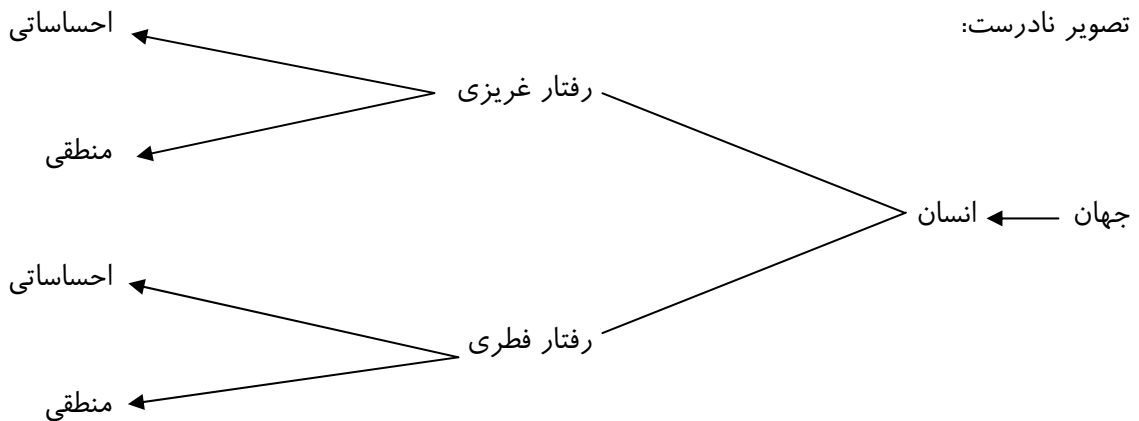 تصویر نادرست:
احساساتی
رفتار غریزی
منطقی
جهان
انسان
احساساتی
رفتار فطری
منطقی